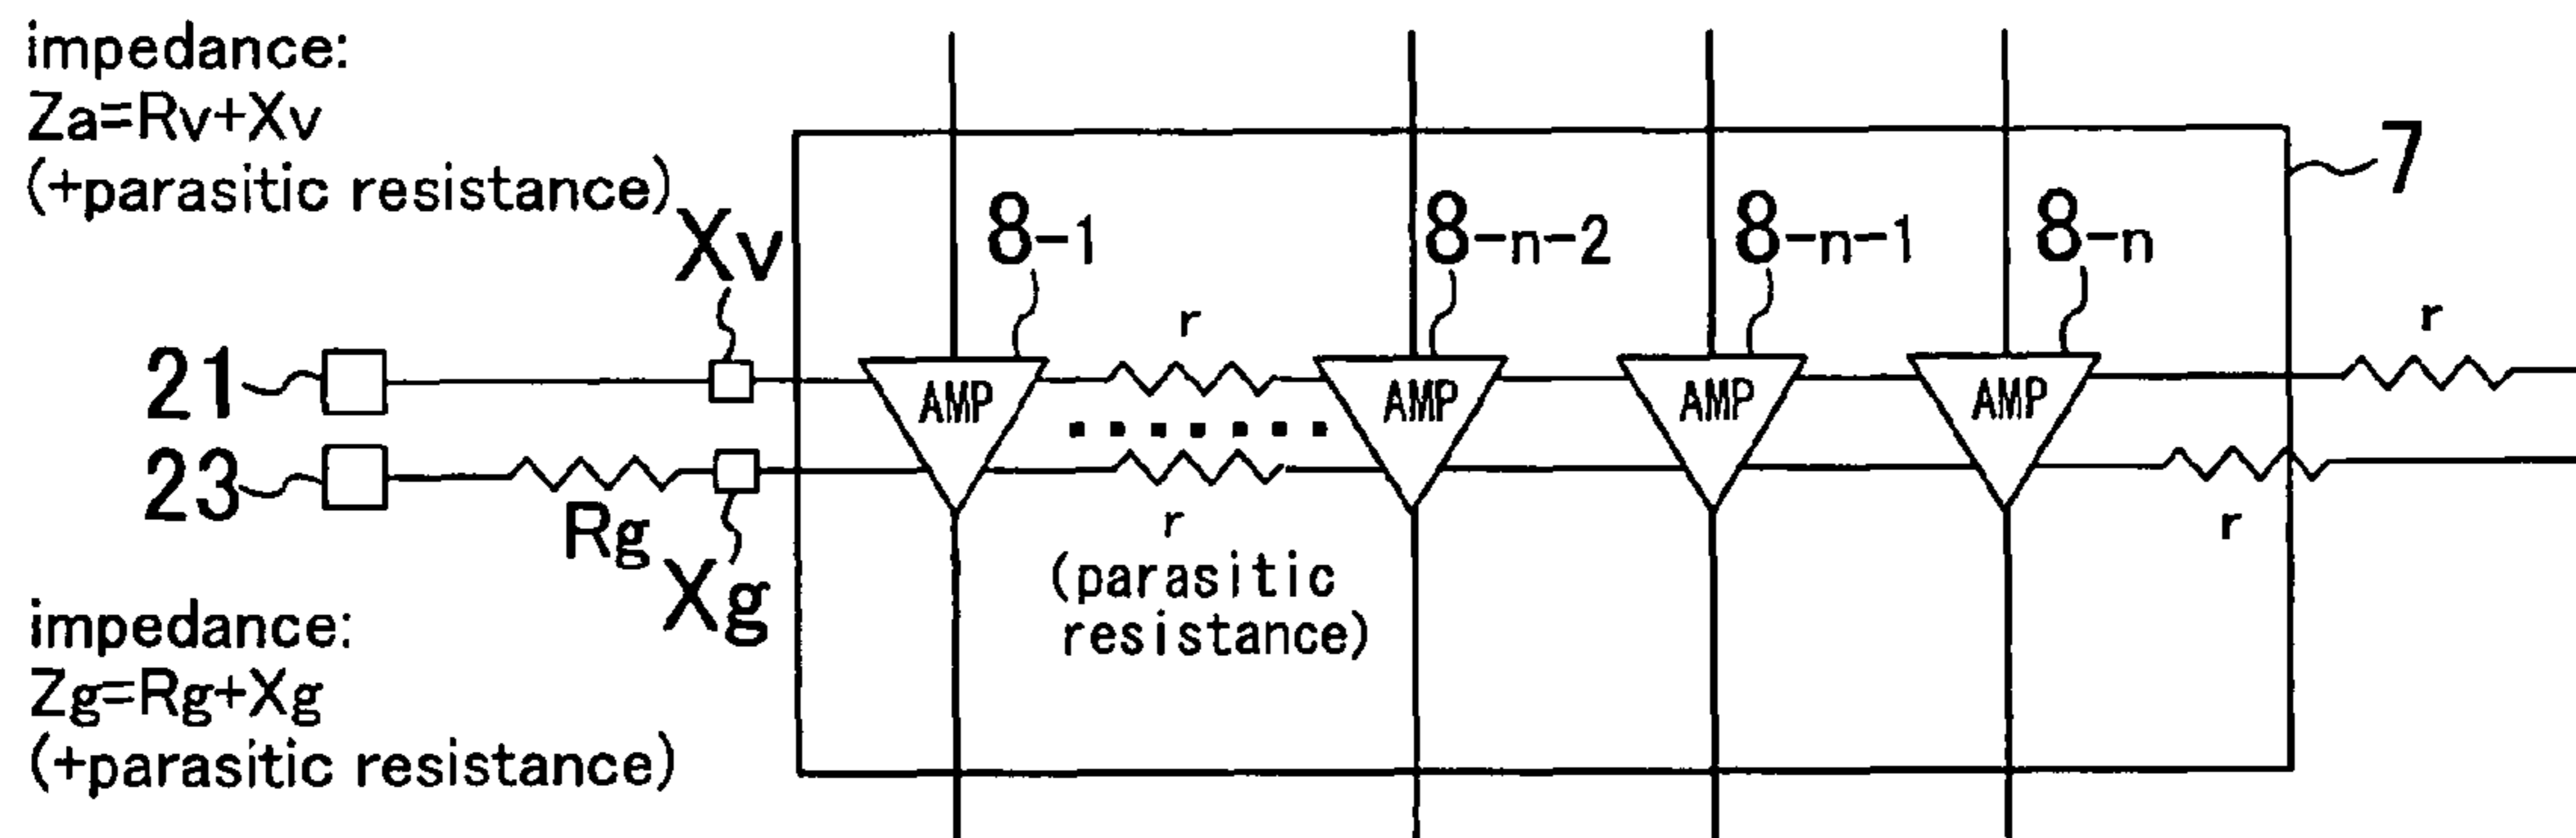 impedance:
Za=Rv+Xv
(+parasitic resistance)
Xv
8-1
8-n-2
8-n-1
8-n
7
r
r
21
AMP
AMP
AMP
AMP
23
Rg
Xg
r
(parasitic
resistance)
r
impedance:
Zg=Rg+Xg
(+parasitic resistance)